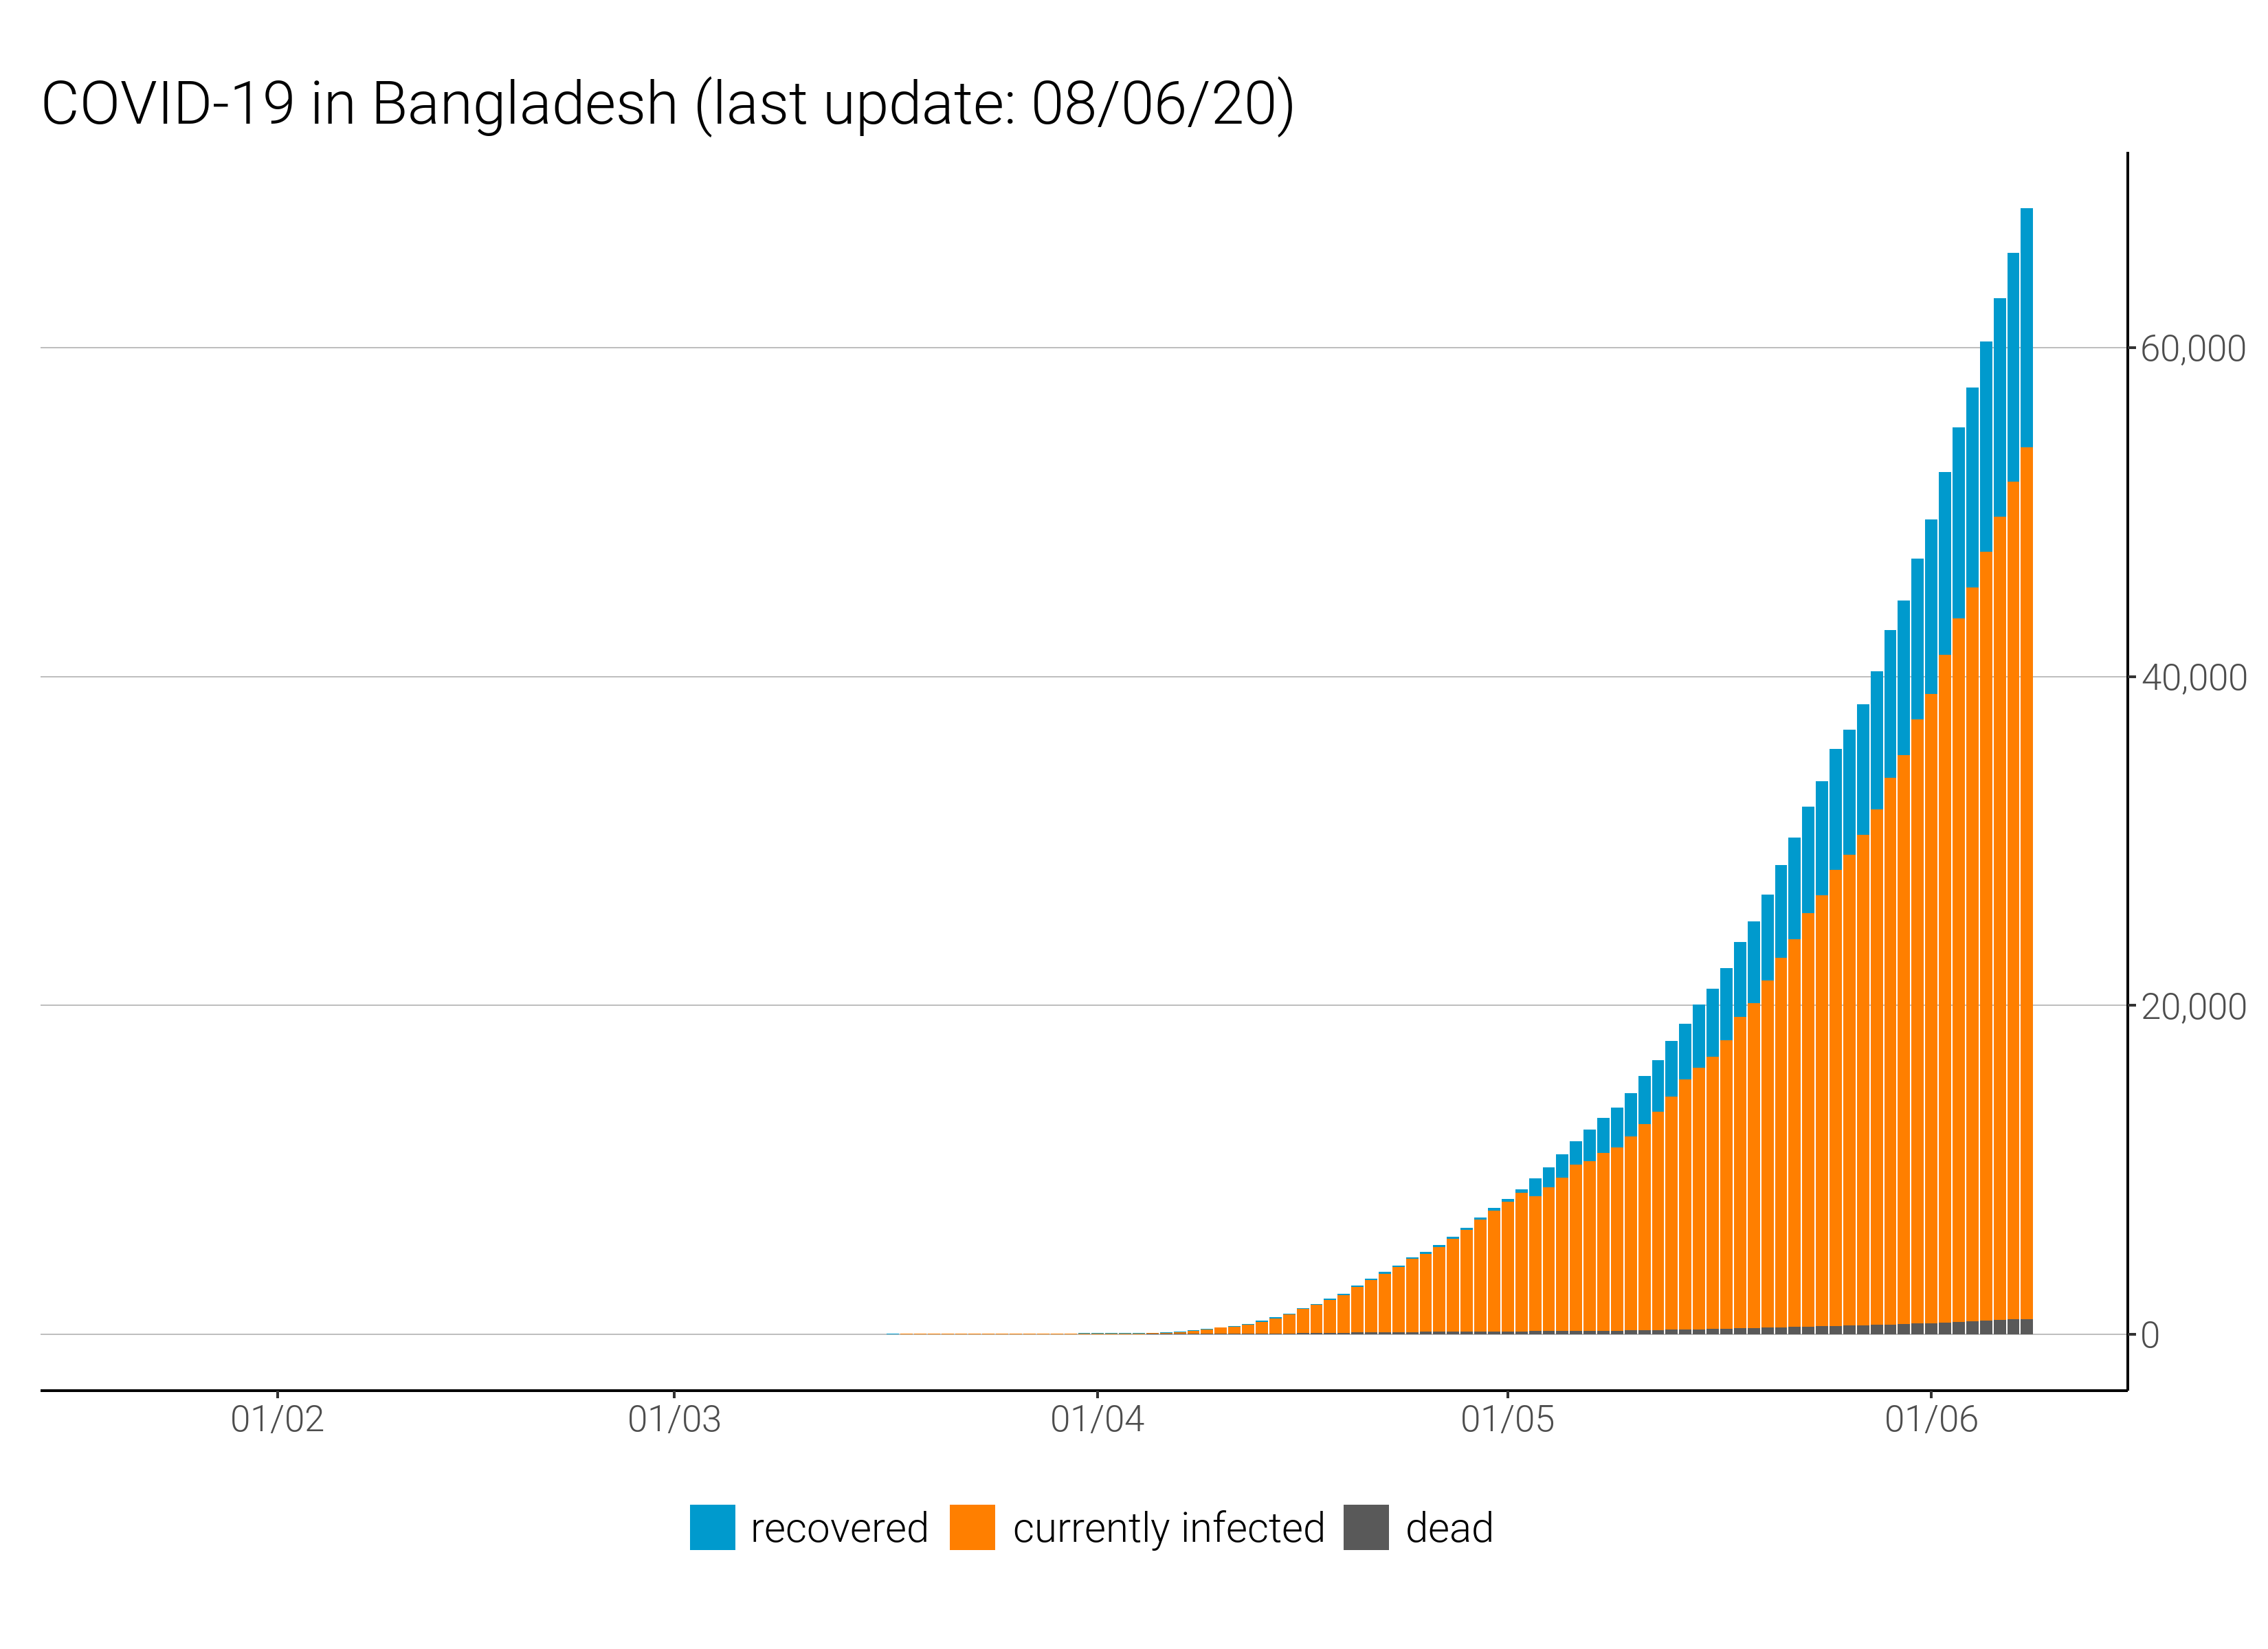 COVID-19 in Bangladesh (last update: 08/06/20)
60,000
40,000
20,000
0
01/02 01/03 01/04 01/05 01/06
recovered currently infected dead